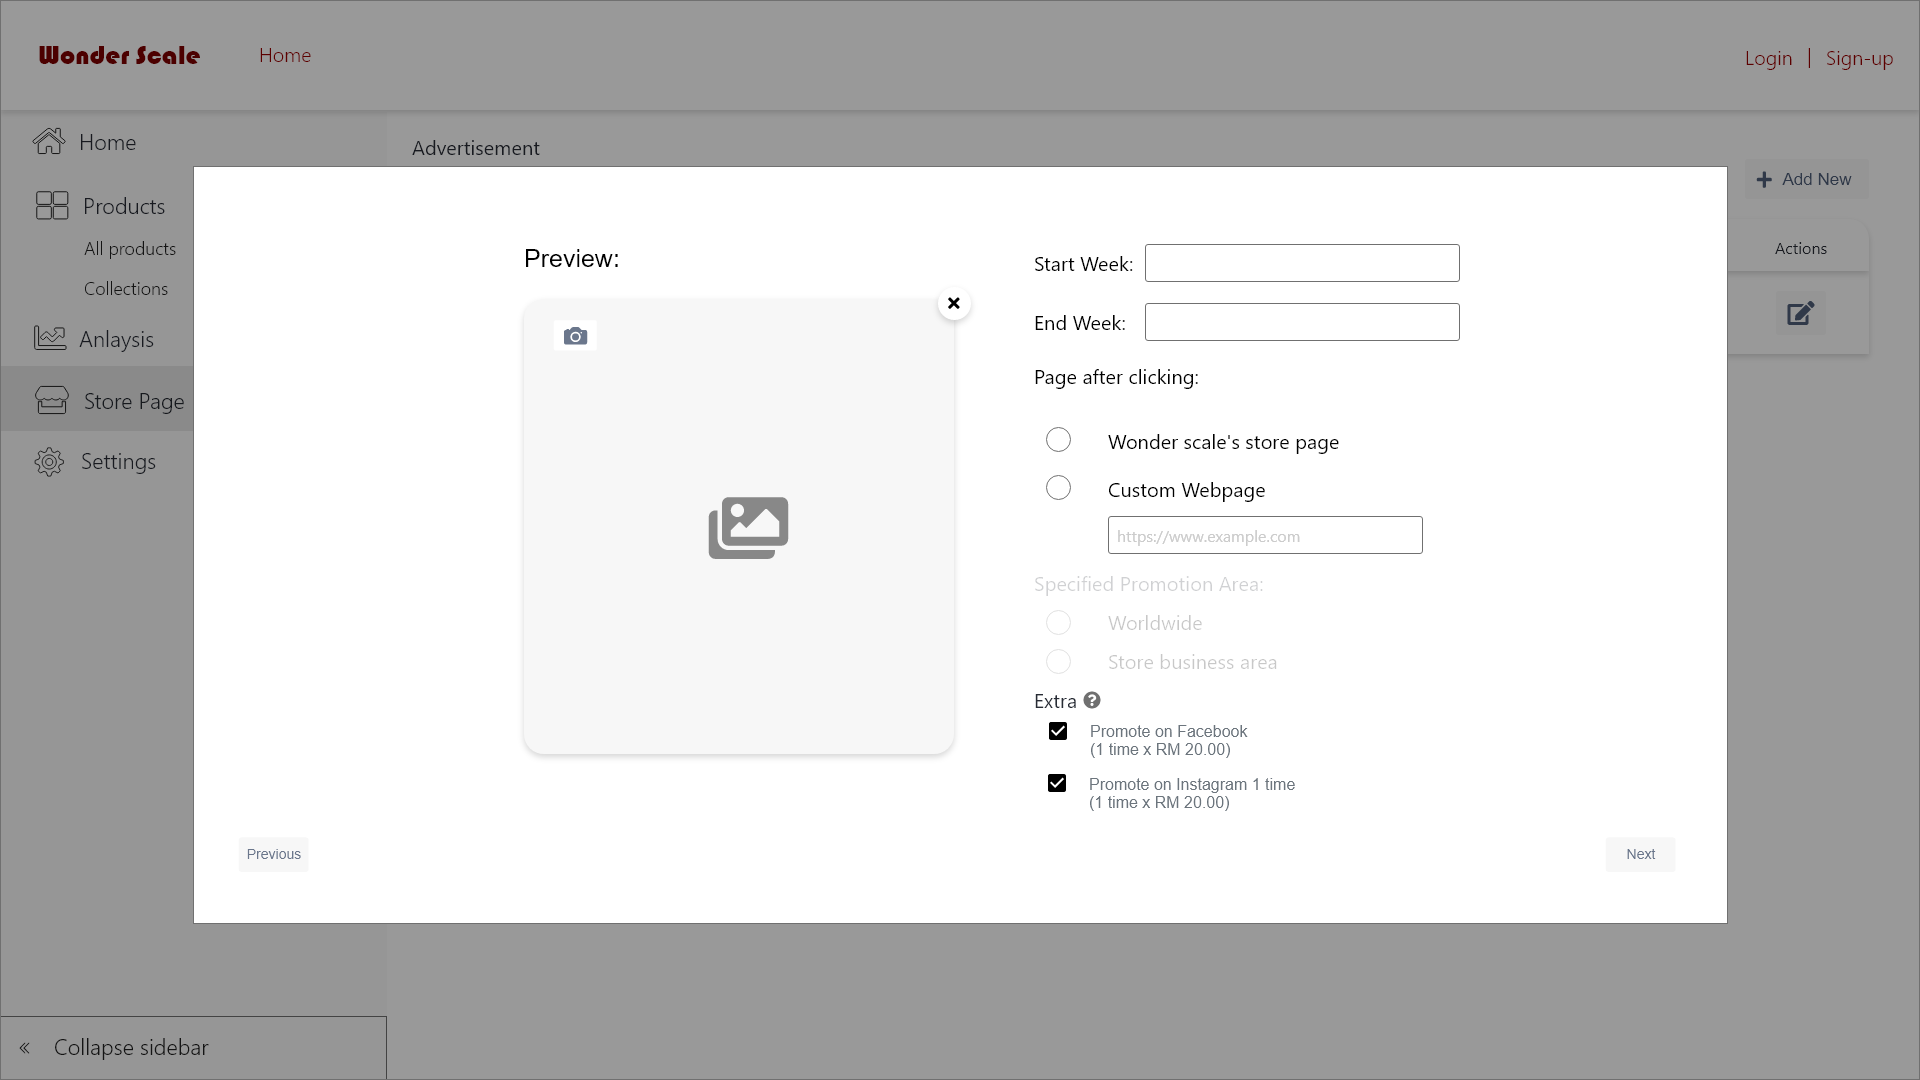 Wonder Scale
Home
Login | Sign-up
Home
Products
All products
Collections
Anlaysis
Store Page
Settings
Collapse sidebar
Advertisement
Add New
Actions
Preview:
Start Week:
End Week:
Page after clicking:
Wonder scale's store page
Custom Webpage
https://www.example.com
Specified Promotion Area:
Worldwide
Store business area
Extra
Promote on Facebook
(1 time x RM 20.00)
Promote on Instagram 1 time
(1 time x RM 20.00)
Previous
Next